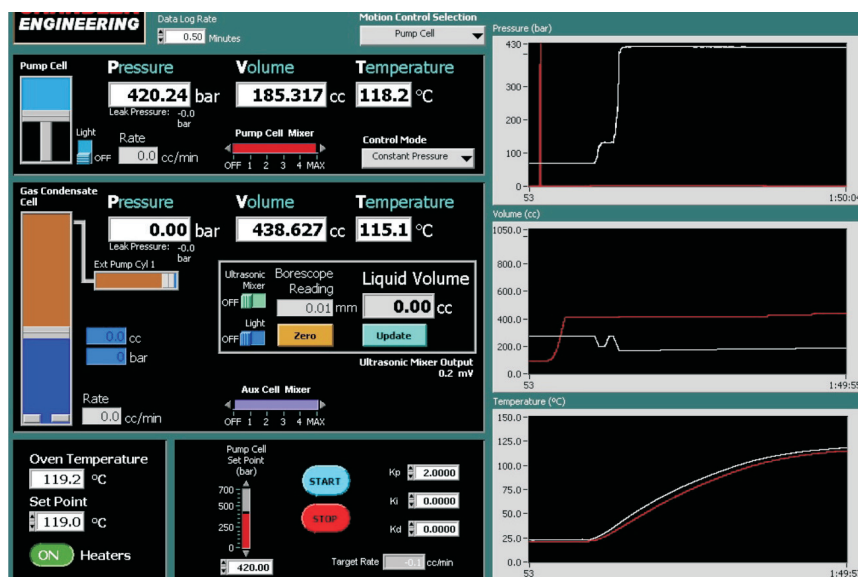 ENGINEERING
Data Log Rate
0.50 Minutes
Motion Control Selection
Pump Cell
Pump Cell
Pressure Volume Temperature
420.24 bar 185.317 cc 118.2 °C
Leak Pressure: -0.0
bar
Light
OFF
Rate
0.0 cc/min
Pump Cell Mixer
OFF 1 2 3 4 MAX
Control Mode
Constant Pressure
Gas Condensate
Cell
Pressure Volume Temperature
0.00 bar 438.627 cc 115.1 °C
Leak Pressure: -0.0
bar
Ext Pump Cyl 1
Ultrasonic
Mixer
OFF
Light
OFF
Borescope
Reading
0.01 mm
Zero
Liquid Volume
0.00 cc
Update
0.0 cc
0 bar
Ultrasonic Mixer Output
0.2 mV
Rate
0.0 cc/min
Aux Cell Mixer
OFF 1 2 3 4 MAX
Oven Temperature
119.2 °C
Set Point
119.0 °C
ON Heaters
Pump Cell
Set Point
(bar)
700
500
250
0
420.00
START
STOP
Kp 2.0000
Ki 0.0000
Kd 0.0000
Target Rate -0.1 cc/min
Pressure (bar)
430
300
200
100
0
53 1:50:04
Volume (cc)
1050.0
800.0
600.0
400.0
200.0
0.0
53 1:49:59
Temperature (°C)
150.0
125.0
100.0
75.0
50.0
25.0
0.0
53 1:49:5